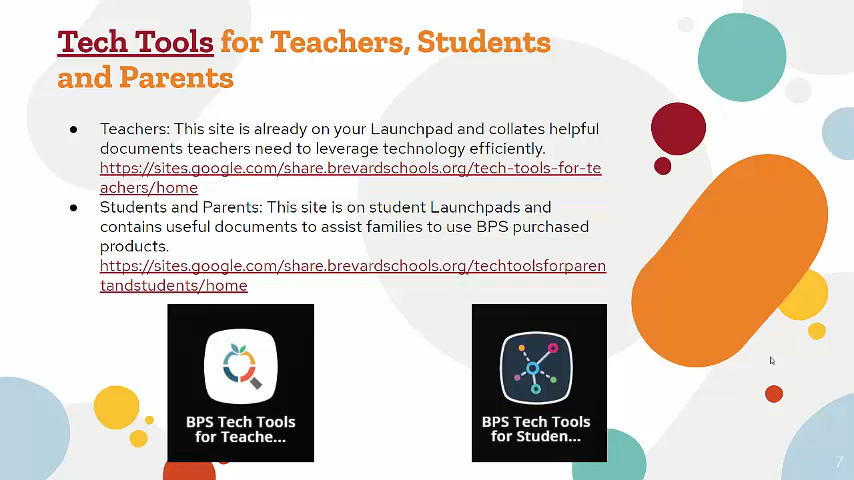 Tech Tools for Teachers, Students
and Parents
● Teachers: This site is already on your Launchpad and collates helpful
documents teachers need to leverage technology efficiently.
https://sites.google.com/share.brevardschools.org/tech-tools-for-te
achers/home
● Students and Parents: This site is on student Launchpads and
contains useful documents to assist families to use BPS purchased
products.
https://sites.google.com/share.brevardschools.org/techtoolsforparen
tandstudents/home
BPS Tech Tools
for Teache...
BPS Tech Tools
for Studen...
7